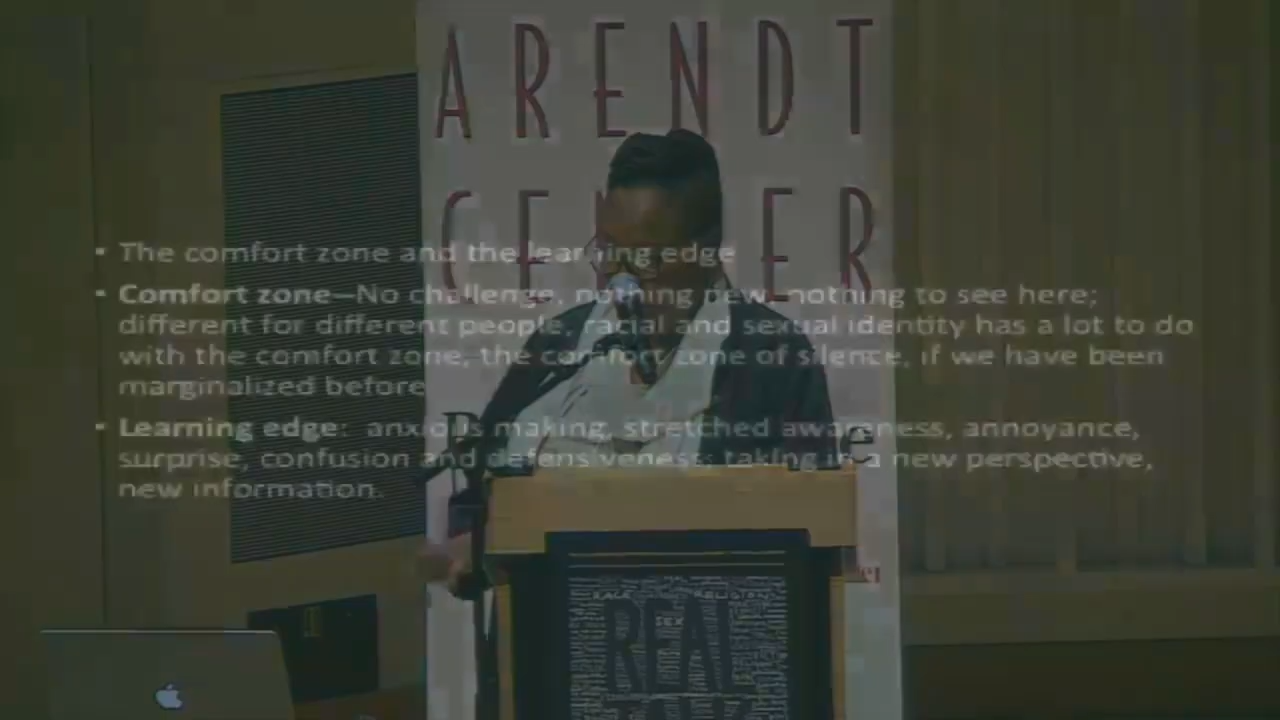 ARENDT
CENTER
• The comfort zone and the learning edge
• Comfort zone—No challenge, nothing new, nothing to see here;
different for different people, racial and sexual identity has a lot to do
with the comfort zone, the comfort zone of silence, if we have been
marginalized before
• Learning edge: anxious making, stretched awareness, annoyance,
surprise, confusion and defensiveness; taking in a new perspective,
new information.
RACE RELIGION
SEX
REAL